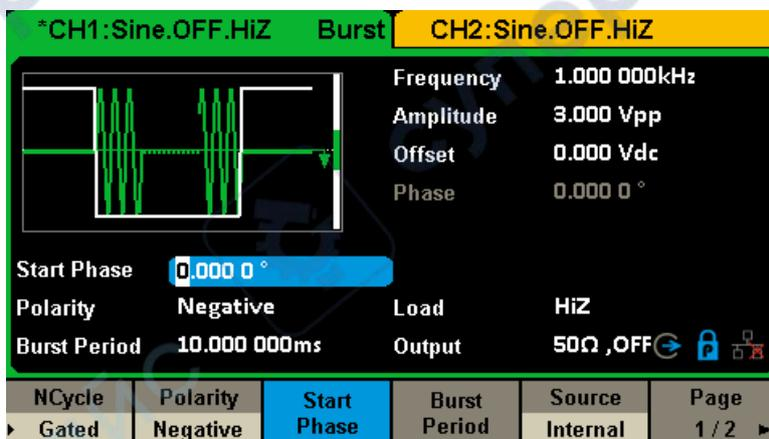 *CH1:Sine.OFF.HiZ Burst CH2:Sine.OFF.HiZ
Frequency 1.000 000kHz
Amplitude 3.000 Vpp
Offset 0.000 Vdc
Phase 0.000 0 °
Start Phase 0.000 0 °
Polarity Negative Load HiZ
Burst Period 10.000 000ms Output 50Ω ,OFF P
NCycle Polarity Start Burst Source Page
Gated Negative Phase Period Internal 1 / 2